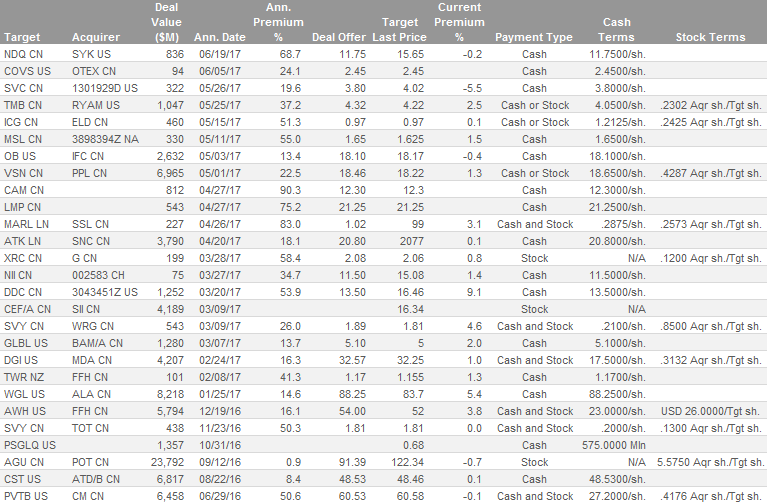 Target Acquirer Deal Value ($M) Ann. Date Ann. Premium % Deal Offer Target Last Price Current Premium % Payment Type Cash Terms Stock Terms
NDQ CN SYK US 836 06/19/17 68.7 11.75 15.65 -0.2 Cash 11.7500/sh.
COVS US OTEX CN 94 06/05/17 24.1 2.45 2.45 Cash 2.4500/sh.
SVC CN 1301929D US 322 05/26/17 19.6 3.80 4.02 -5.5 Cash 3.8000/sh.
TMB CN RYAM US 1,047 05/25/17 37.2 4.32 4.22 2.5 Cash or Stock 4.0500/sh. .2302 Aqr sh./Tgt sh.
ICG CN ELD CN 460 05/15/17 51.3 0.97 0.97 0.1 Cash or Stock 1.2125/sh. .2425 Aqr sh./Tgt sh.
MSL CN 3898394Z NA 330 05/11/17 55.0 1.65 1.625 1.5 Cash 1.6500/sh.
OB US IFC CN 2,632 05/03/17 13.4 18.10 18.17 -0.4 Cash 18.1000/sh.
VSN CN PPL CN 6,965 05/01/17 22.5 18.46 18.22 1.3 Cash or Stock 18.6500/sh. .4287 Aqr sh./Tgt sh.
CAM CN 812 04/27/17 90.3 12.30 12.3 Cash 12.3000/sh.
LMP CN 543 04/27/17 75.2 21.25 21.25 Cash 21.2500/sh.
MARL LN SSL CN 227 04/26/17 83.0 1.02 99 3.1 Cash and Stock .2875/sh. .2573 Aqr sh./Tgt sh.
ATK LN SNC CN 3,790 04/20/17 18.1 20.80 2077 0.1 Cash 20.8000/sh.
XRC CN G CN 199 03/28/17 58.4 2.08 2.06 0.8 Stock N/A .1200 Aqr sh./Tgt sh.
NII CN 002583 CH 75 03/27/17 34.7 11.50 15.08 1.4 Cash 11.5000/sh.
DDC CN 3043451Z US 1,252 03/20/17 53.9 13.50 16.46 9.1 Cash 13.5000/sh.
CEF/A CN SII CN 4,189 03/09/17 16.34 Stock N/A
SVY CN WRG CN 543 03/09/17 26.0 1.89 1.81 4.6 Cash and Stock .2100/sh. .8500 Aqr sh./Tgt sh.
GLBL US BAM/A CN 1,280 03/07/17 13.7 5.10 5 2.0 Cash 5.1000/sh.
DGI US MDA CN 4,207 02/24/17 16.3 32.57 32.25 1.0 Cash and Stock 17.5000/sh. .3132 Aqr sh./Tgt sh.
TWR NZ FFH CN 101 02/08/17 41.3 1.17 1.155 1.3 Cash 1.1700/sh.
WGL US ALA CN 8,218 01/25/17 14.6 88.25 83.7 5.4 Cash 88.2500/sh.
AWH US FFH CN 5,794 12/19/16 16.1 54.00 52 3.8 Cash and Stock 23.0000/sh. USD 26.0000/Tgt sh.
SVY CN TOT CN 438 11/23/16 50.3 1.81 1.81 0.0 Cash and Stock .2000/sh. .1300 Aqr sh./Tgt sh.
PSGLQ US 1,357 10/31/16 0.68 Cash 575.0000 Mln
AGU CN POT CN 23,792 09/12/16 0.9 91.39 122.34 -0.7 Stock N/A 5.5750 Aqr sh./Tgt sh.
CST US ATD/B CN 6,817 08/22/16 8.4 48.53 48.46 0.1 Cash 48.5300/sh.
PVTB US CM CN 6,458 06/29/16 50.6 60.53 60.58 -0.1 Cash and Stock 27.2000/sh. .4176 Aqr sh./Tgt sh.